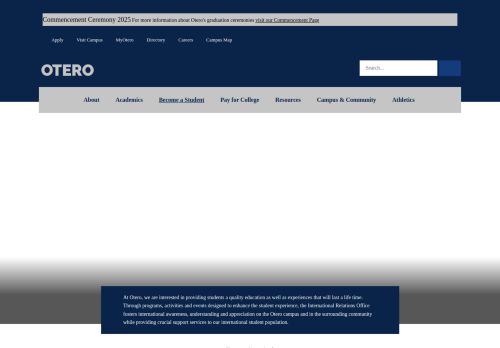 Commencement Ceremony 2025 For more information about Otero's graduation ceremonies visit our Commencement Page
Apply Visit Campus MyOtero Directory Careers Campus Map
OTERO
Search...
About Academics Become a Student Pay for College Resources Campus & Community Athletics
At Otero, we are interested in providing students a quality education as well as experiences that will last a life time.
Through programs, activities and events designed to enhance the student experience, the International Relations Office
fosters international awareness, understanding and appreciation on the Otero campus and in the surrounding community
while providing crucial support services to our international student population.